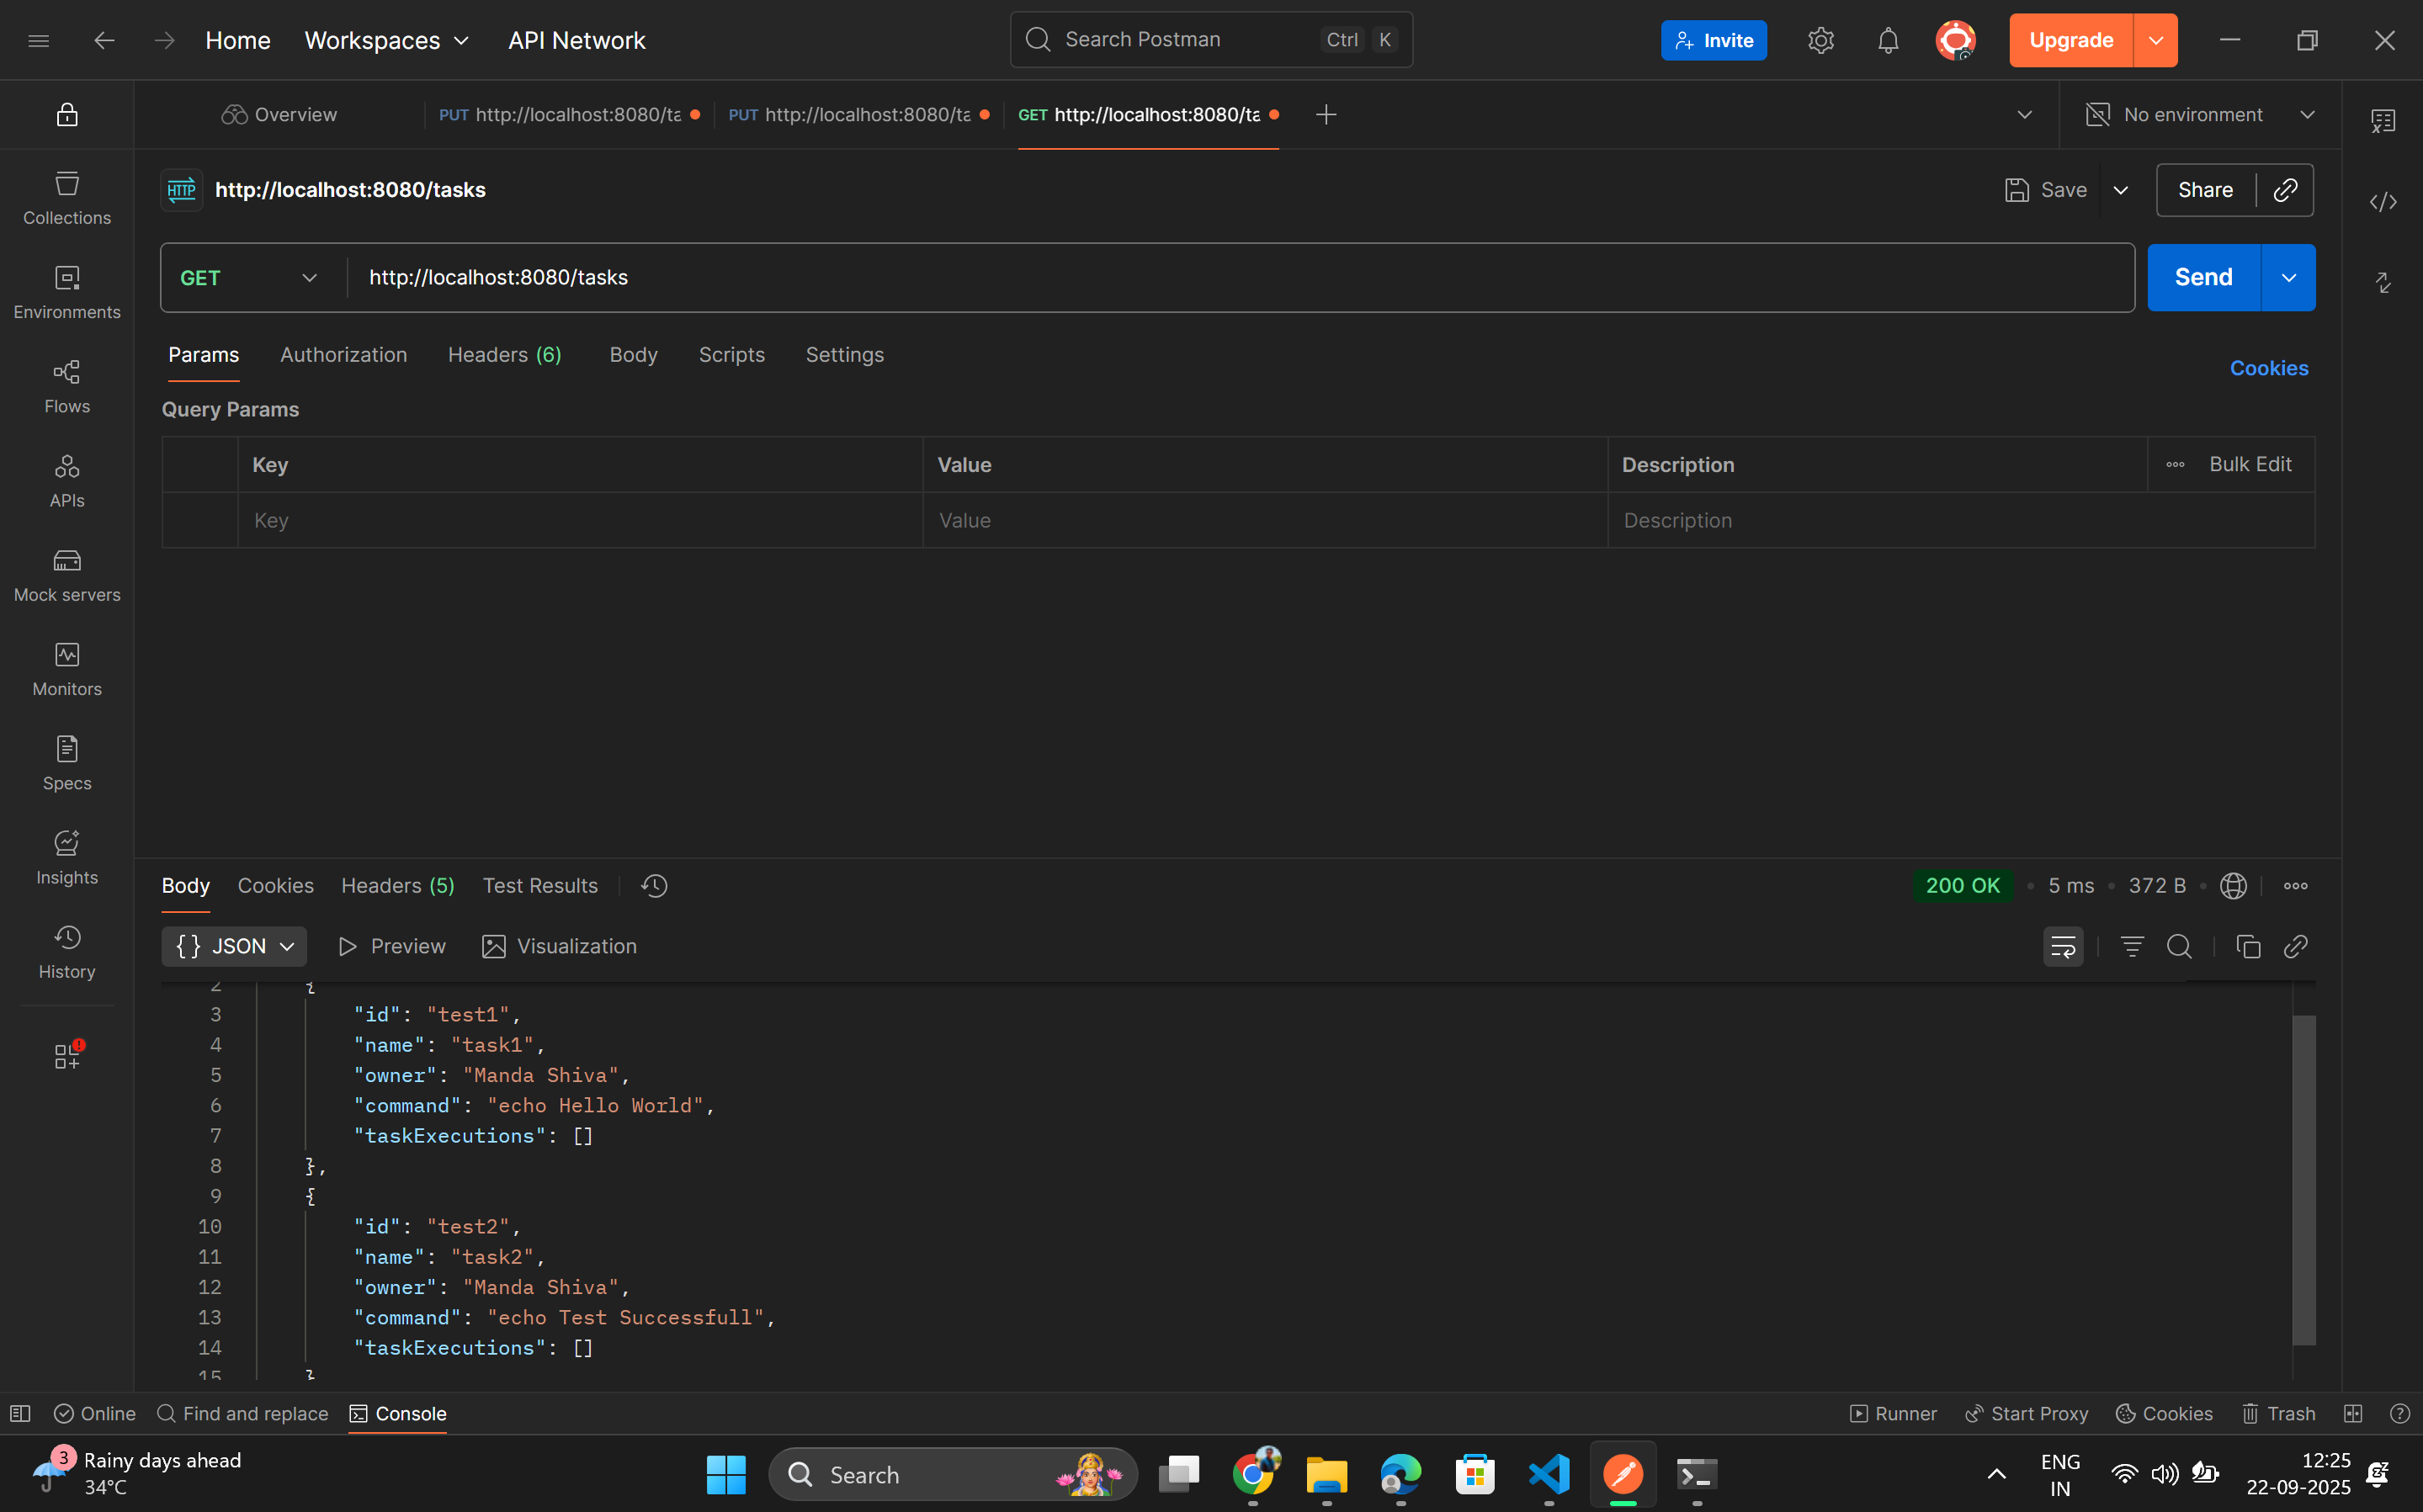 Home Workspaces API Network Search Postman Ctrl K Invite Upgrade
Overview PUT http://localhost:8080/ta PUT http://localhost:8080/ta GET http://localhost:8080/ta No environment
HTTP http://localhost:8080/tasks Save Share
GET http://localhost:8080/tasks Send
Params Authorization Headers (6) Body Scripts Settings Cookies
Query Params
Key Value Description Bulk Edit
Key Value Description
Collections
Environments
Flows
APIs
Mock servers
Monitors
Specs
Insights
History
Body Cookies Headers (5) Test Results 200 OK 5 ms 372 B
{} JSON Preview Visualization
2 {
3 "id": "test1",
4 "name": "task1",
5 "owner": "Manda Shiva",
6 "command": "echo Hello World",
7 "taskExecutions": []
8 },
9 {
10 "id": "test2",
11 "name": "task2",
12 "owner": "Manda Shiva",
13 "command": "echo Test Successfull",
14 "taskExecutions": []
15 }
Online Find and replace Console Runner Start Proxy Cookies Trash
3 Rainy days ahead
34°C
Search
ENG
IN
12:25
22-09-2025